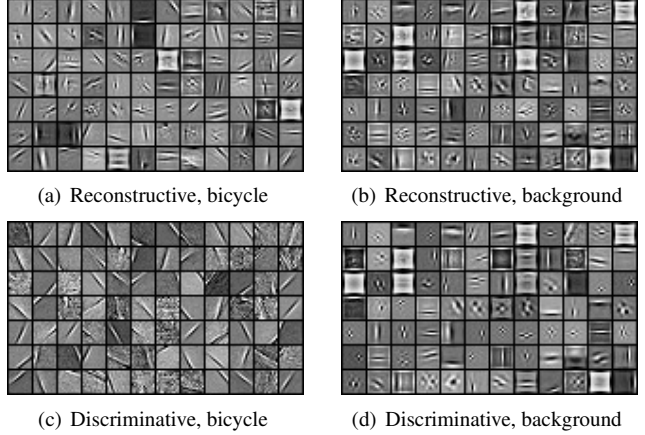 (a) Reconstructive, bicycle
(b) Reconstructive, background
(c) Discriminative, bicycle
(d) Discriminative, background